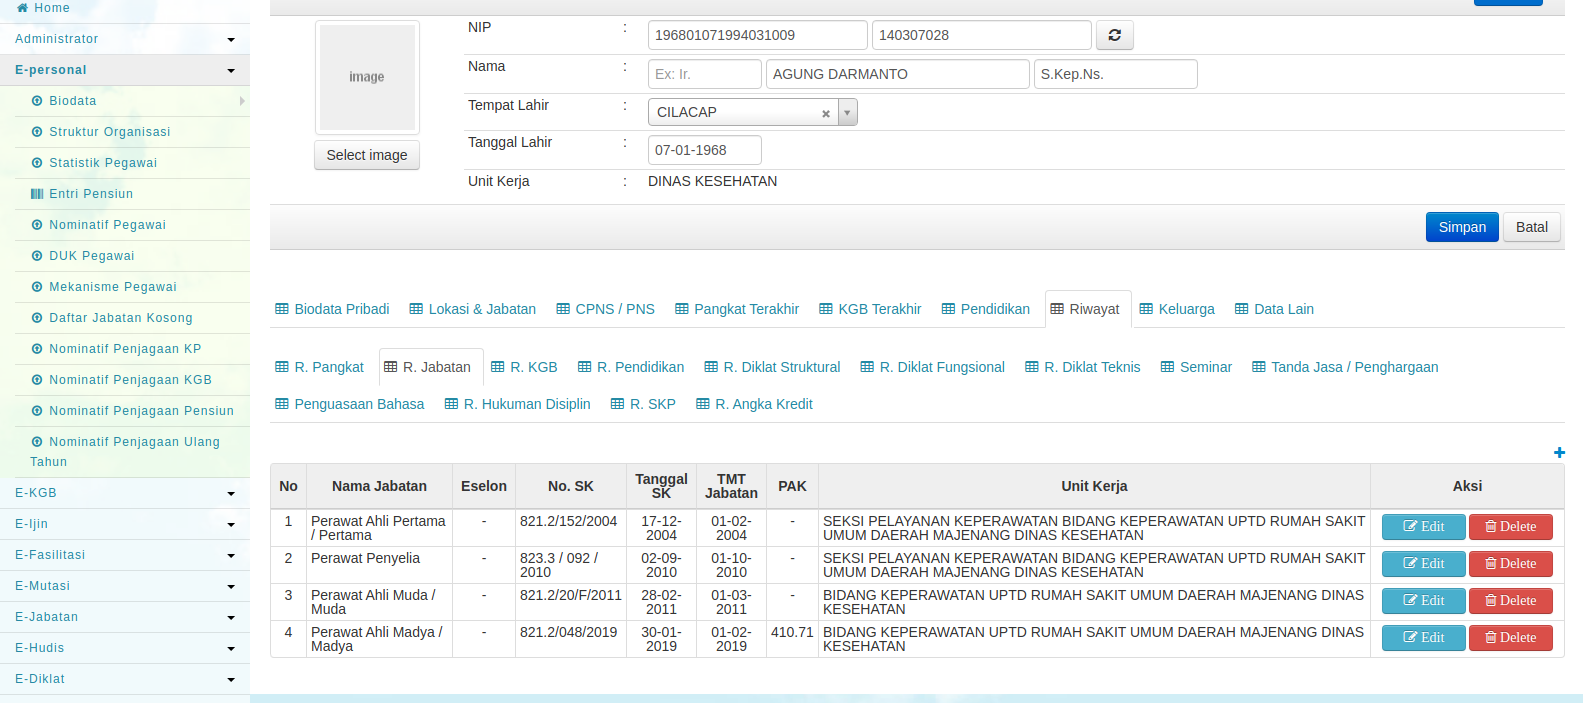 Home
Administrator
E-personal
Biodata
Struktur Organisasi
Statistik Pegawai
Entri Pensiun
Nominatif Pegawai
DUK Pegawai
Mekanisme Pegawai
Daftar Jabatan Kosong
Nominatif Penjagaan KP
Nominatif Penjagaan KGB
Nominatif Penjagaan Pensiun
Nominatif Penjagaan Ulang
Tahun
E-KGB
E-Ijin
E-Fasilitasi
E-Mutasi
E-Jabatan
E-Hudis
E-Diklat
image
Select image
NIP : 196801071994031009 140307028
Nama : Ex: Ir. AGUNG DARMANTO S.Kep.Ns.
Tempat Lahir : CILACAP
Tanggal Lahir : 07-01-1968
Unit Kerja : DINAS KESEHATAN
Simpan Batal
Biodata Pribadi Lokasi & Jabatan CPNS / PNS Pangkat Terakhir KGB Terakhir Pendidikan Riwayat Keluarga Data Lain
R. Pangkat R. Jabatan R. KGB R. Pendidikan R. Diklat Struktural R. Diklat Fungsional R. Diklat Teknis Seminar Tanda Jasa / Penghargaan
Penguasaan Bahasa R. Hukuman Disiplin R. SKP R. Angka Kredit
No Nama Jabatan Eselon No. SK Tanggal SK TMT Jabatan PAK Unit Kerja Aksi
1 Perawat Ahli Pertama / Pertama - 821.2/152/2004 17-12-2004 01-02-2004 - SEKSI PELAYANAN KEPERAWATAN BIDANG KEPERAWATAN UPTD RUMAH SAKIT UMUM DAERAH MAJENANG DINAS KESEHATAN Edit Delete
2 Perawat Penyelia - 823.3 / 092 / 2010 02-09-2010 01-10-2010 - SEKSI PELAYANAN KEPERAWATAN BIDANG KEPERAWATAN UPTD RUMAH SAKIT UMUM DAERAH MAJENANG DINAS KESEHATAN Edit Delete
3 Perawat Ahli Muda / Muda - 821.2/20/F/2011 28-02-2011 01-03-2011 - BIDANG KEPERAWATAN UPTD RUMAH SAKIT UMUM DAERAH MAJENANG DINAS KESEHATAN Edit Delete
4 Perawat Ahli Madya / Madya - 821.2/048/2019 30-01-2019 01-02-2019 410.71 BIDANG KEPERAWATAN UPTD RUMAH SAKIT UMUM DAERAH MAJENANG DINAS KESEHATAN Edit Delete